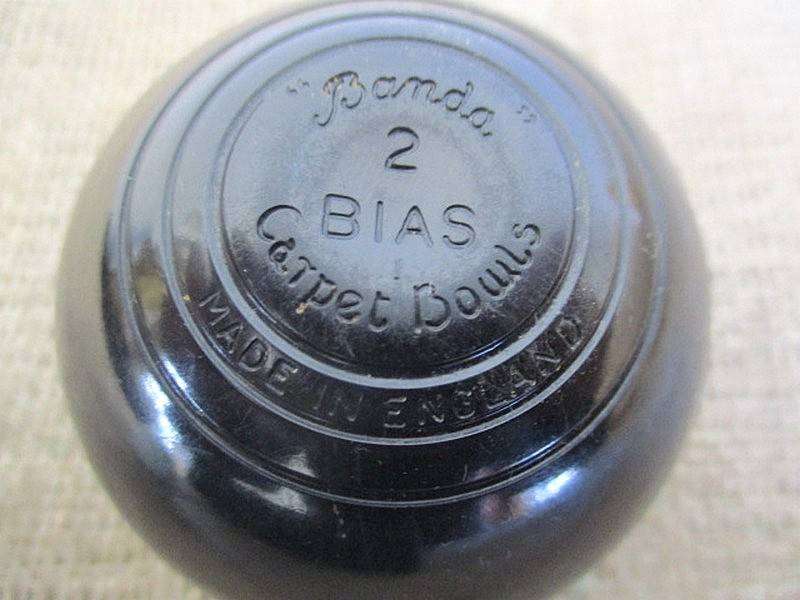 "Banda"
2
BIAS
Carpet Bowls
MADE IN ENGLAND